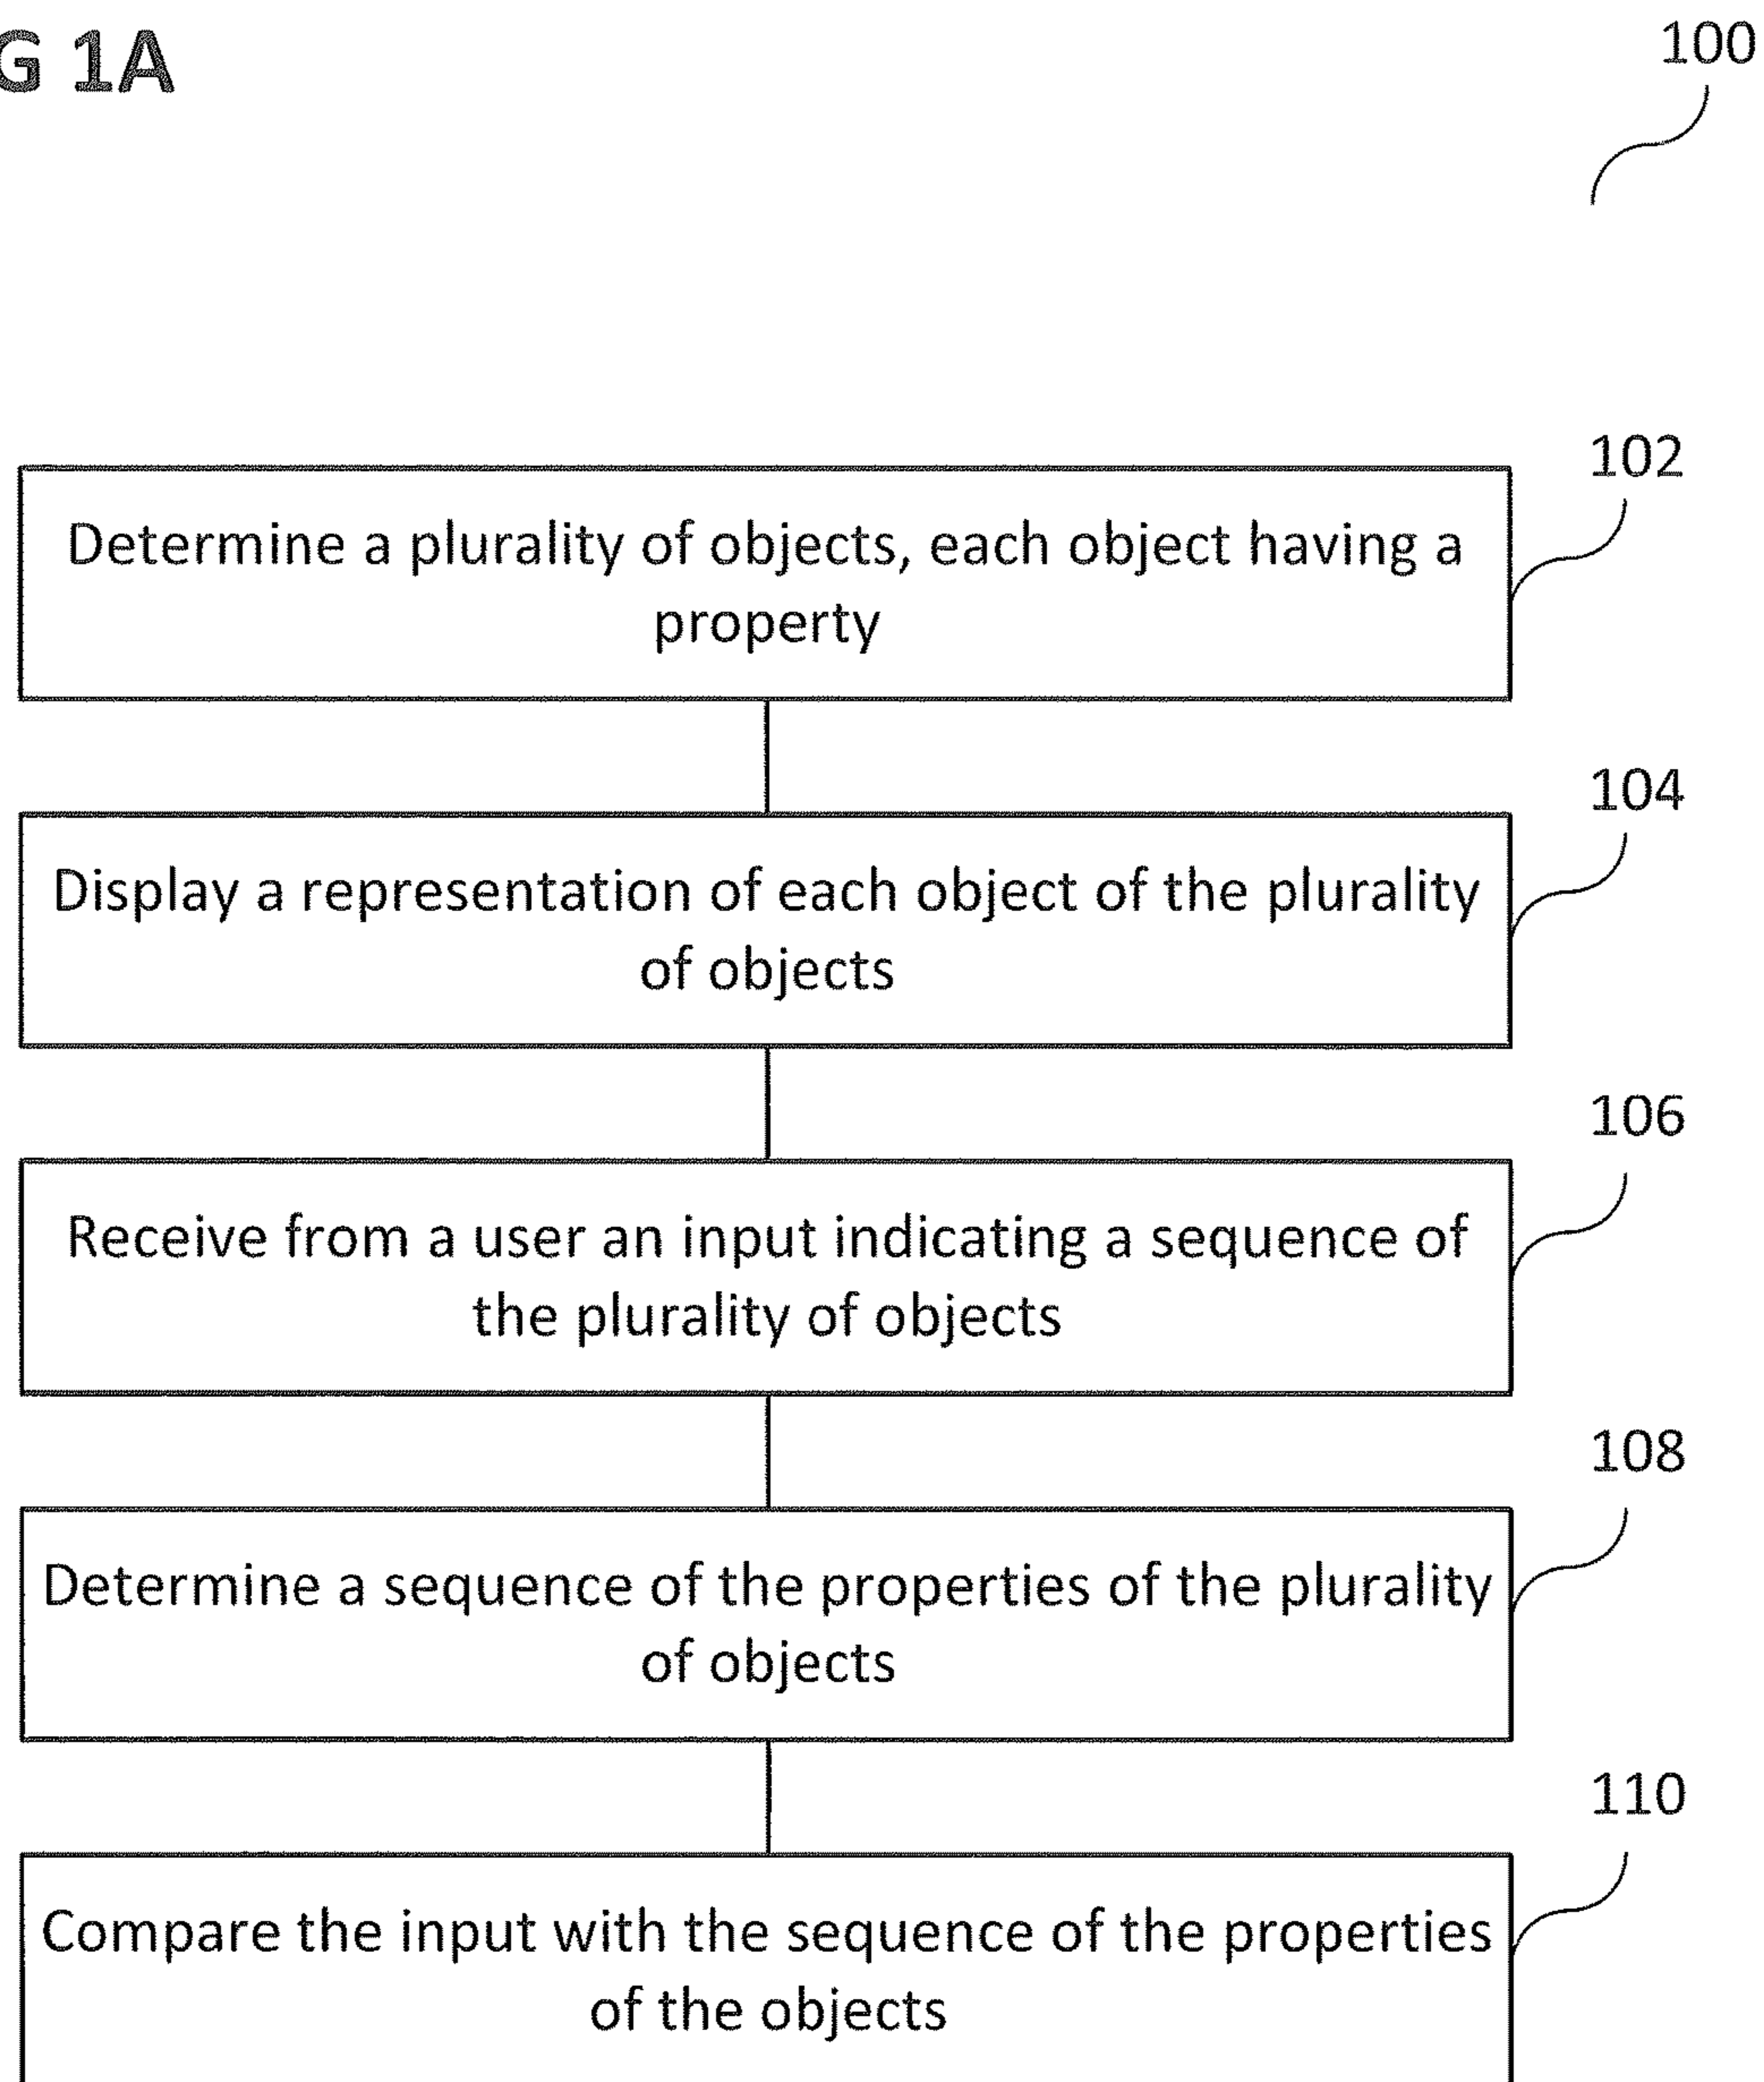 G 1A
100
102
Determine a plurality of objects, each object having a
property
104
Display a representation of each object of the plurality
of objects
106
Receive from a user an input indicating a sequence of
the plurality of objects
108
Determine a sequence of the properties of the plurality
of objects
110
Compare the input with the sequence of the properties
of the objects